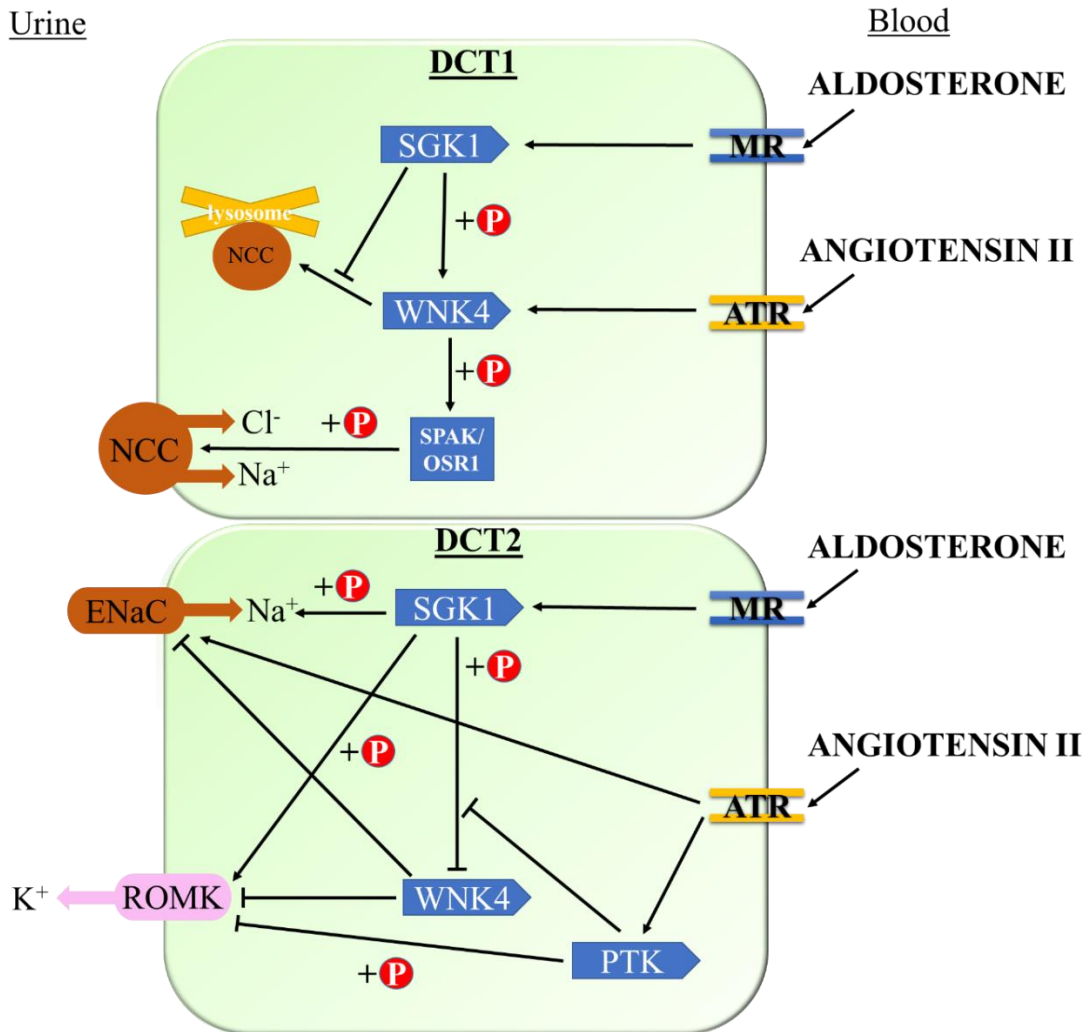 Urine
Blood
DCT1
ALDOSTERONE
SGK1
MR
lysosome
+ P
NCC
ANGIOTENSIN II
WNK4
ATR
+ P
Cl⁻
+ P
NCC
SPAK/
OSR1
Na⁺
DCT2
ALDOSTERONE
+ P
ENaC
Na⁺
SGK1
MR
+ P
+ P
ANGIOTENSIN II
ATR
K⁺
ROMK
WNK4
PTK
+ P